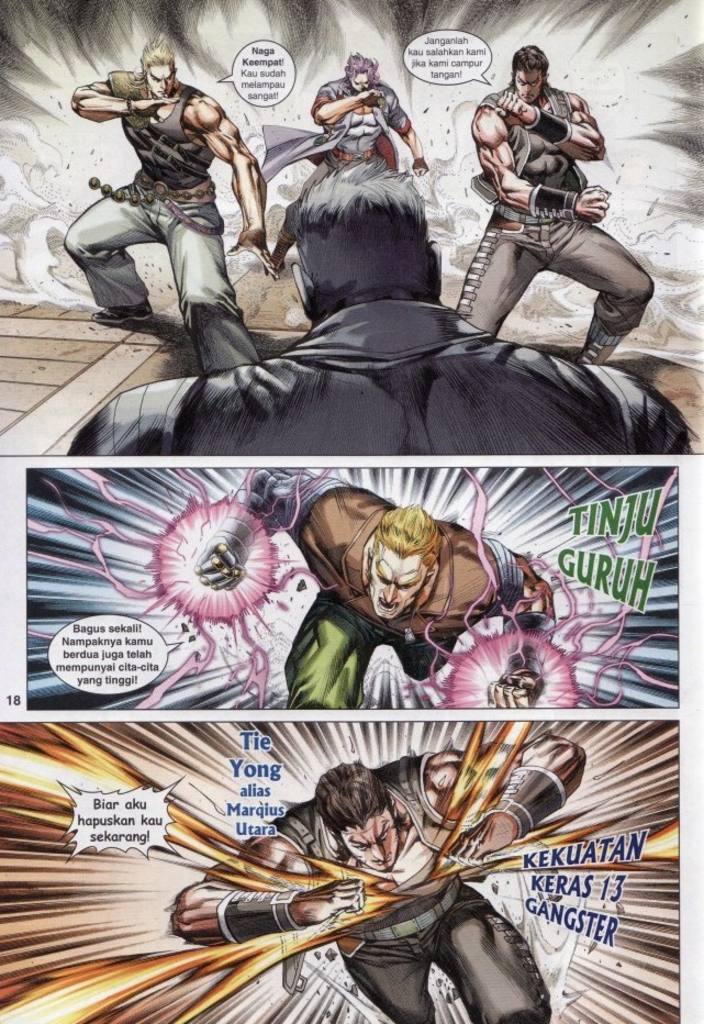 Naga
Keempat!
Kau sudah
melampau
sangat!
Janganlah
kau salahkan kami
jika kami campur
tangan!
TINJU
GURUH
Bagus sekali!
Nampaknya kamu
berdua juga telah
mempunyai cita-cita
yang tinggi!
18
Tie
Yong
alias
Marqius
Utara
Biar aku
hapuskan kau
sekarang!
KEKUATAN
KERAS 13
GANGSTER